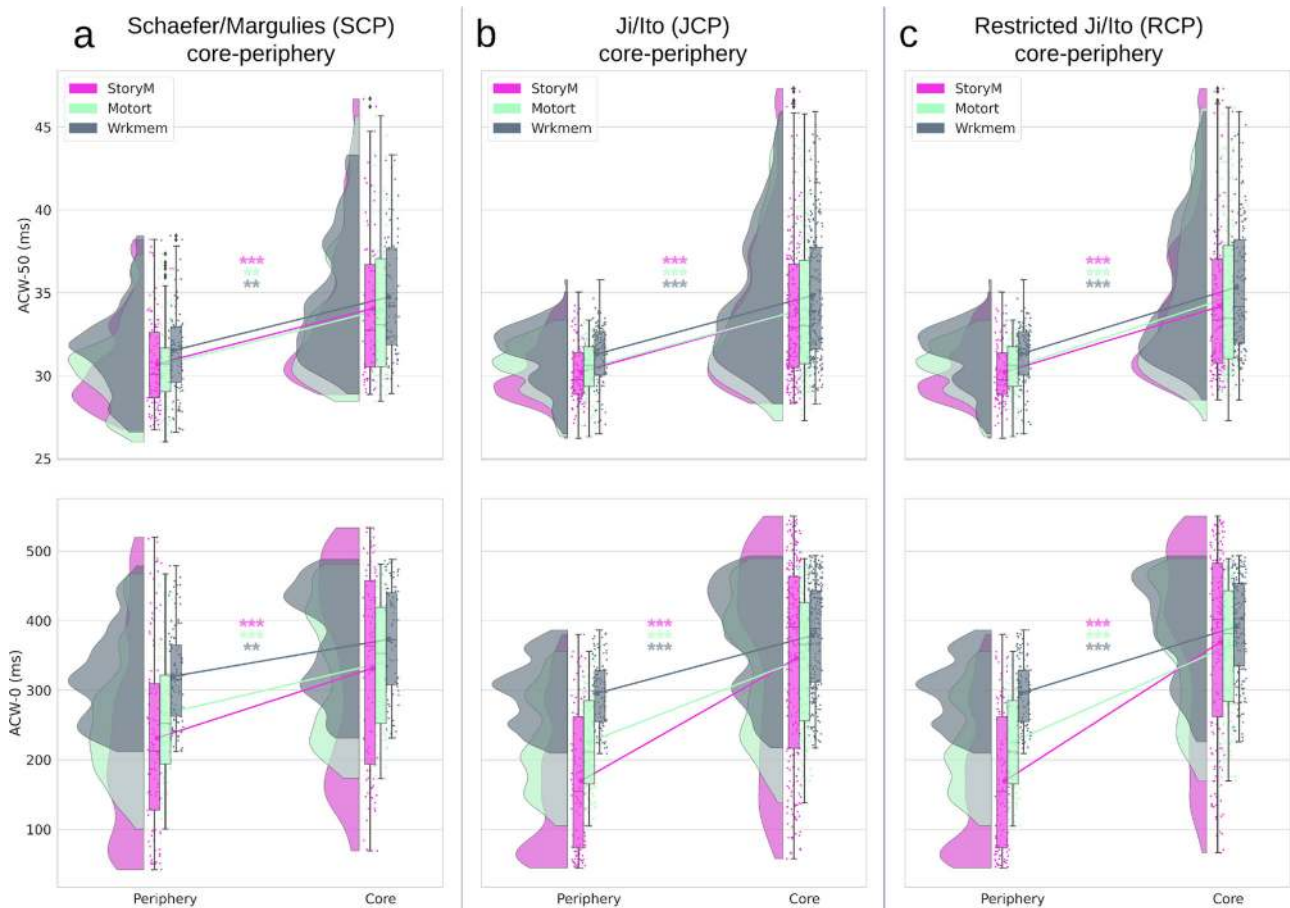 a
Schaefer/Margulies (SCP)
core-periphery
b
Ji/Ito (JCP)
core-periphery
c
Restricted Ji/Ito (RCP)
core-periphery
StoryM
Motort
Wrkmem
StoryM
Motort
Wrkmem
StoryM
Motort
Wrkmem
ACW-50 (ms)
45
40
35
30
25
***
**
**
***
***
***
***
***
***
ACW-0 (ms)
500
400
300
200
100
***
***
**
***
***
***
***
***
***
Periphery
Core
Periphery
Core
Periphery
Core